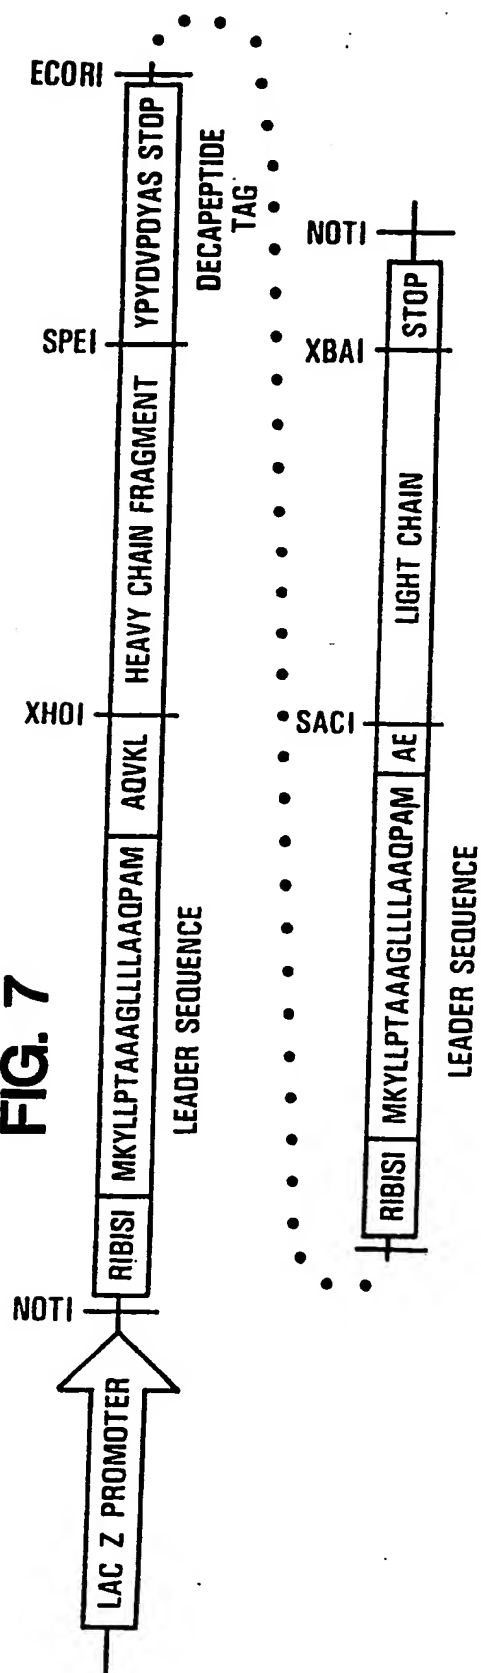 FIG. 7
LAC Z PROMOTER
NOTI
RIBISI
MKYLLPTAAAGLLLLAAQPAM
LEADER SEQUENCE
AQVKL
XHOI
HEAVY CHAIN FRAGMENT
SPEI
YPYDVPDYAS STOP
DECAPEPTIDE
TAG
ECORI
RIBISI
MKYLLPTAAAGLLLLAAQPAM
LEADER SEQUENCE
AE
SACI
LIGHT CHAIN
XBAI
STOP
NOTI